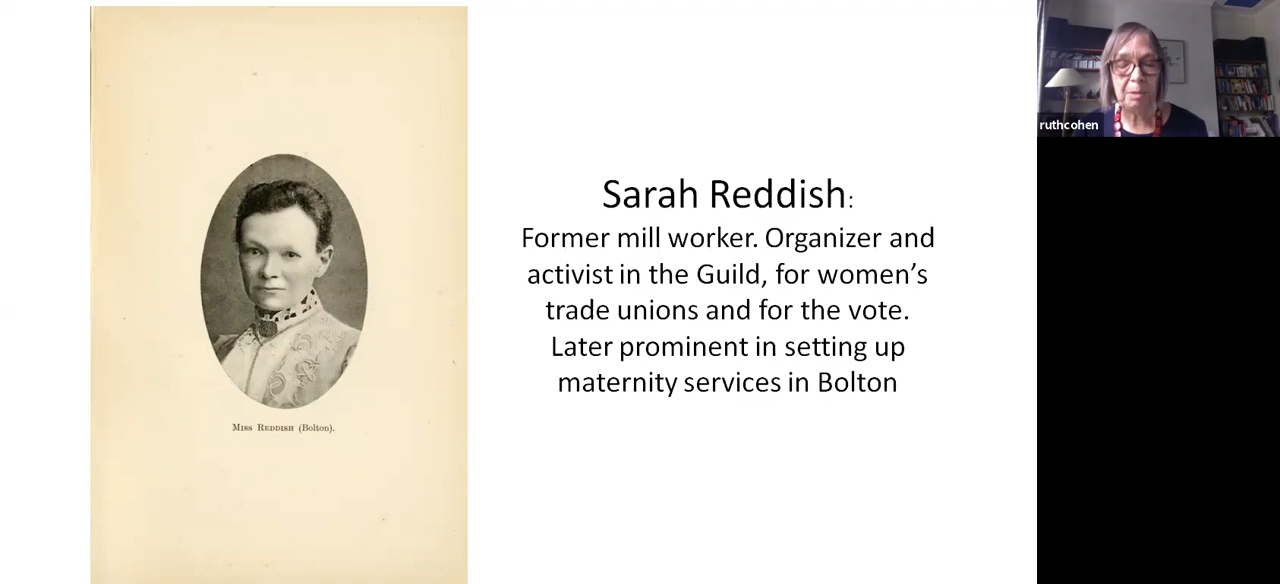 Sarah Reddish:
Former mill worker. Organizer and
activist in the Guild, for women’s
trade unions and for the vote.
Later prominent in setting up
maternity services in Bolton
Miss Reddish (Bolton).
ruthcohen